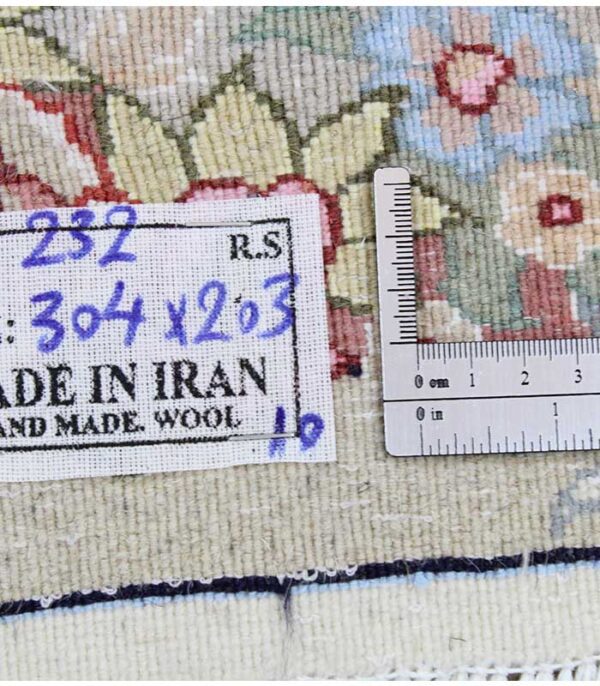 232 R.S
: 304 x 203
ADE IN IRAN
AND MADE. WOOL
10
0 cm 1 2 3
0 in 1